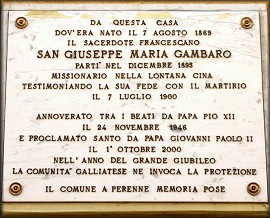 DA QUESTA CASA
DOV'ERA NATO IL 7 AGOSTO 1869
IL SACERDOTE FRANCESCANO
SAN GIUSEPPE MARIA GAMBARO
PARTI' NEL DICEMBRE 1895
MISSIONARIO NELLA LONTANA CINA
TESTIMONIANDO LA SUA FEDE CON IL MARTIRIO
IL 7 LUGLIO 1900
ANNOVERATO TRA I BEATI DA PAPA PIO XII
IL 24 NOVEMBRE 1946
E PROCLAMATO SANTO DA PAPA GIOVANNI PAOLO II
IL 1° OTTOBRE 2000
NELL'ANNO DEL GRANDE GIUBILEO
LA COMUNITA' GALLIATESE NE INVOCA LA PROTEZIONE
IL COMUNE A PERENNE MEMORIA POSE